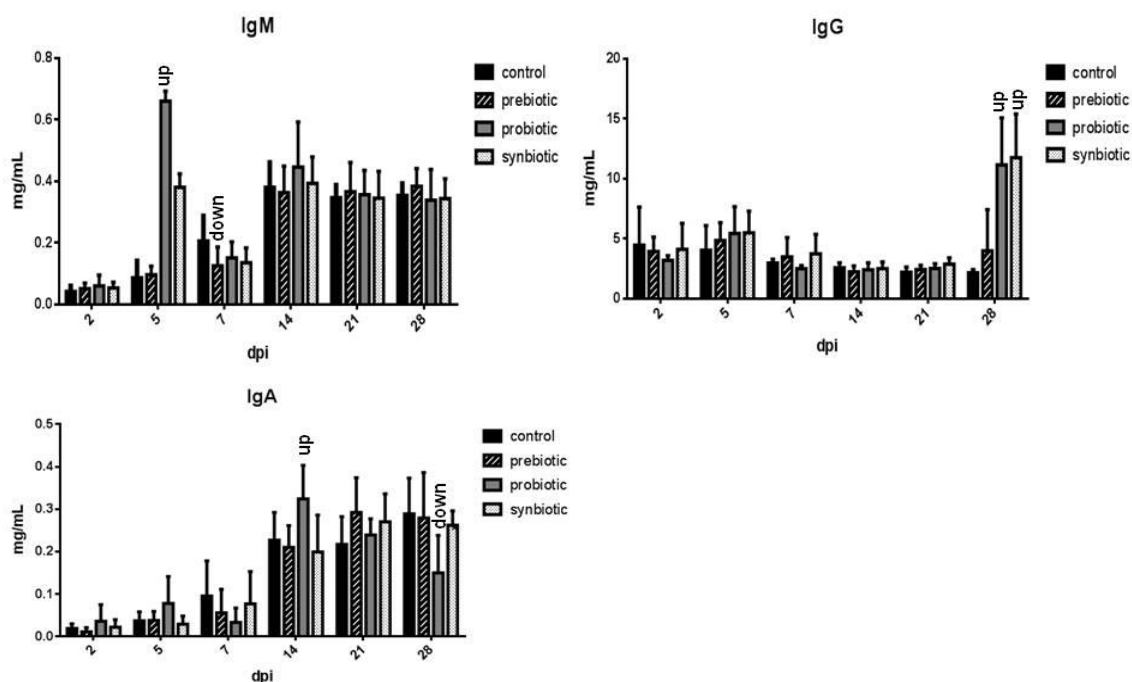 IgM
0.8
0.6
0.4
0.2
0.0
mg/mL
up
down
2
5
7
14
21
28
dpi
control
prebiotic
probiotic
synbiotic
IgG
20
15
10
5
0
mg/mL
up
up
2
5
7
14
21
28
dpi
control
prebiotic
probiotic
synbiotic
IgA
0.5
0.4
0.3
0.2
0.1
0.0
mg/mL
up
down
2
5
7
14
21
28
dpi
control
prebiotic
probiotic
synbiotic